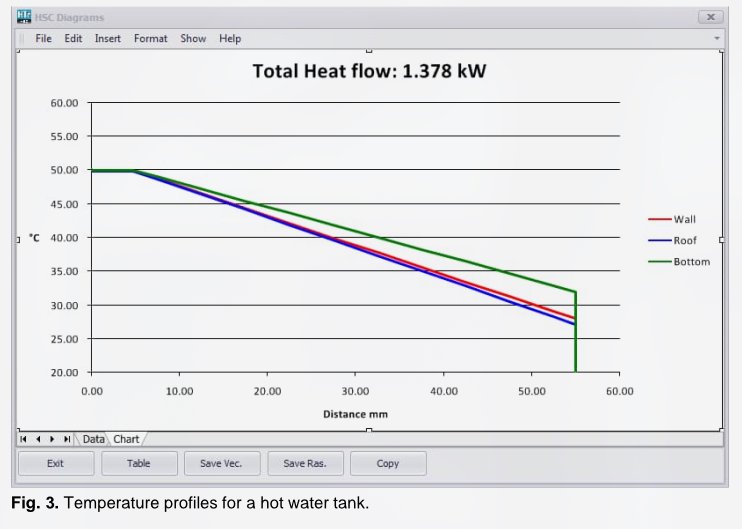 HSC Diagrams
File Edit Insert Format Show Help
Total Heat flow: 1.378 kW
60.00
55.00
50.00
45.00
40.00
35.00
30.00
25.00
20.00
°C
0.00 10.00 20.00 30.00 40.00 50.00 60.00
Distance mm
Wall
Roof
Bottom
Data Chart
Exit Table Save Vec. Save Ras. Copy
Fig. 3. Temperature profiles for a hot water tank.